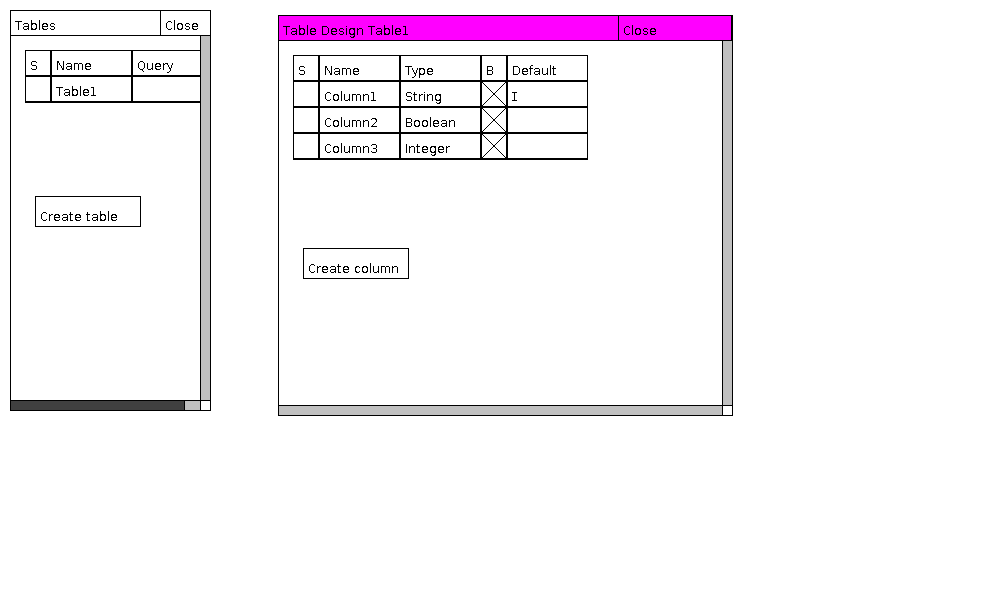 Tables Close
S Name Query
Table1
Create table
Table Design Table1 Close
S Name Type B Default
Column1 String I
Column2 Boolean
Column3 Integer
Create column